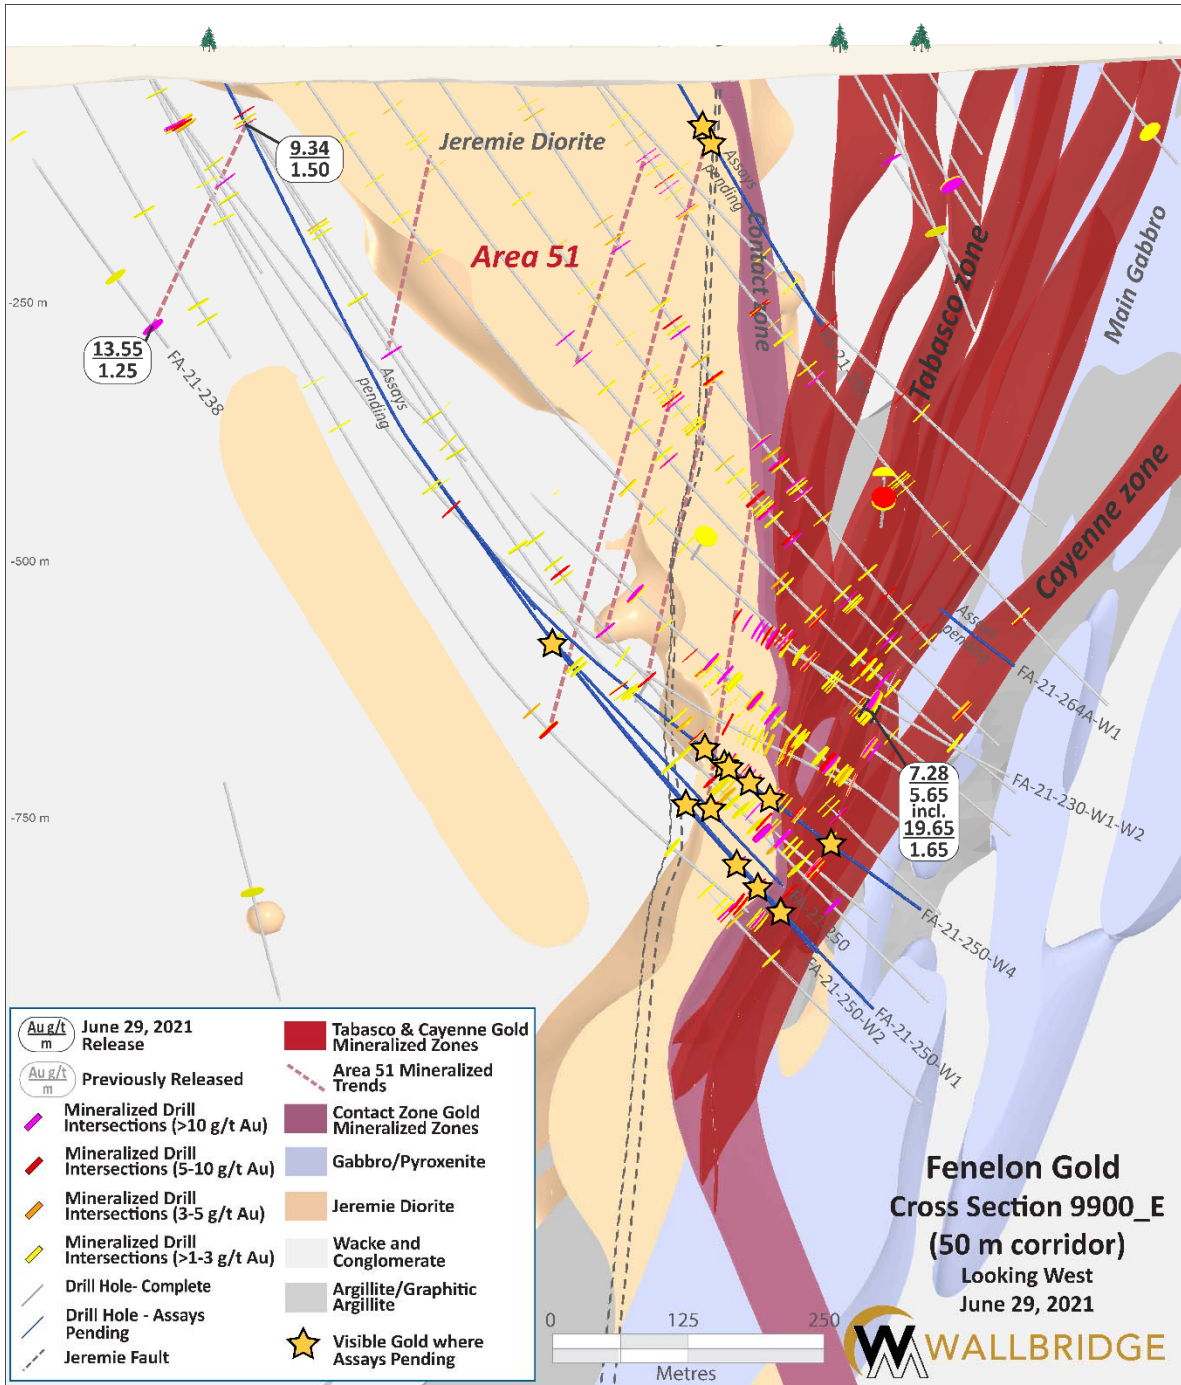 9.34
1.50
Jeremie Diorite
Assays
pending
Contact zone
Area 51
Tabasco zone
Main Gabbro
-250 m
13.55
1.25
FA-21-238
Assays
pending
Cayenne zone
-500 m
Assays
pending
FA-21-264A-W1
7.28
5.65
incl.
19.65
1.65
FA-21-230-W1-W2
-750 m
FA-21-250
FA-21-250-W4
FA-21-250-W2
FA-21-250-W1
Au g/t
m
June 29, 2021
Release
Au g/t
m
Previously Released
Mineralized Drill
Intersections (>10 g/t Au)
Mineralized Drill
Intersections (5-10 g/t Au)
Mineralized Drill
Intersections (3-5 g/t Au)
Mineralized Drill
Intersections (>1-3 g/t Au)
Drill Hole- Complete
Drill Hole - Assays
Pending
Jeremie Fault
Tabasco & Cayenne Gold
Mineralized Zones
Area 51 Mineralized
Trends
Contact Zone Gold
Mineralized Zones
Gabbro/Pyroxenite
Jeremie Diorite
Wacke and
Conglomerate
Argillite/Graphitic
Argillite
Visible Gold where
Assays Pending
0 125 250
Metres
Fenelon Gold
Cross Section 9900_E
(50 m corridor)
Looking West
June 29, 2021
WALLBRIDGE